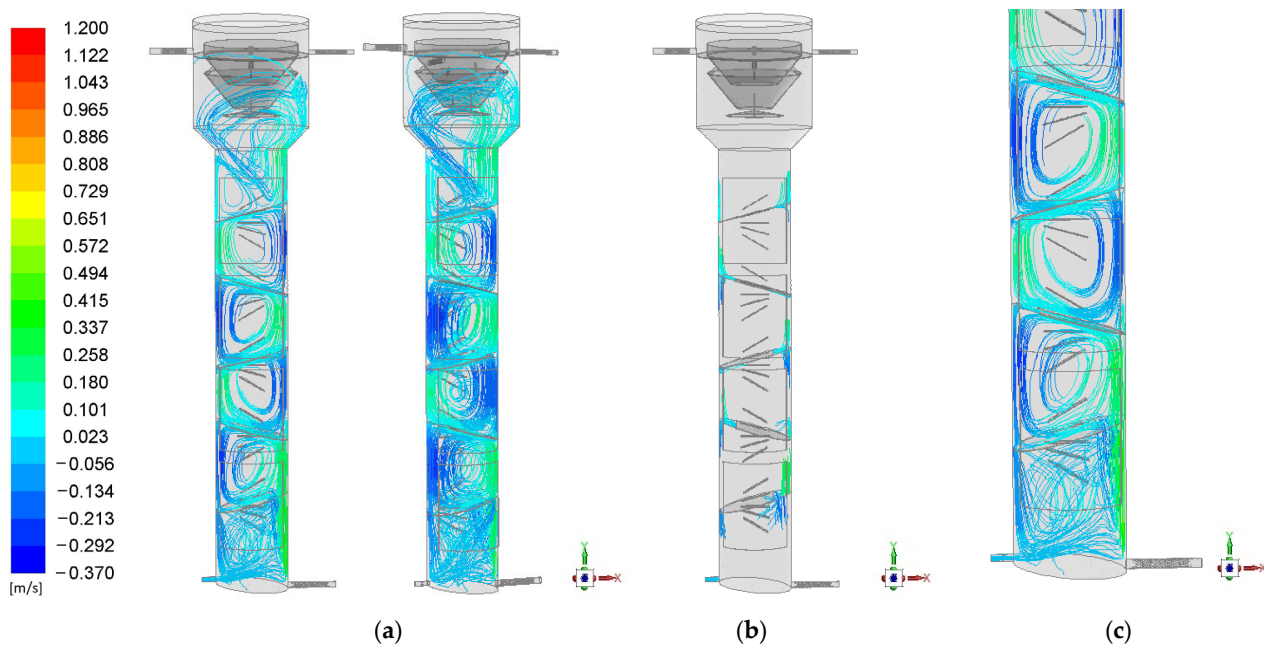 1.200
1.122
1.043
0.965
0.886
0.808
0.729
0.651
0.572
0.494
0.415
0.337
0.258
0.180
0.101
0.023
−0.056
−0.134
−0.213
−0.292
−0.370
[m/s]
Y
X
Y
X
Y
X
(a)
(b)
(c)